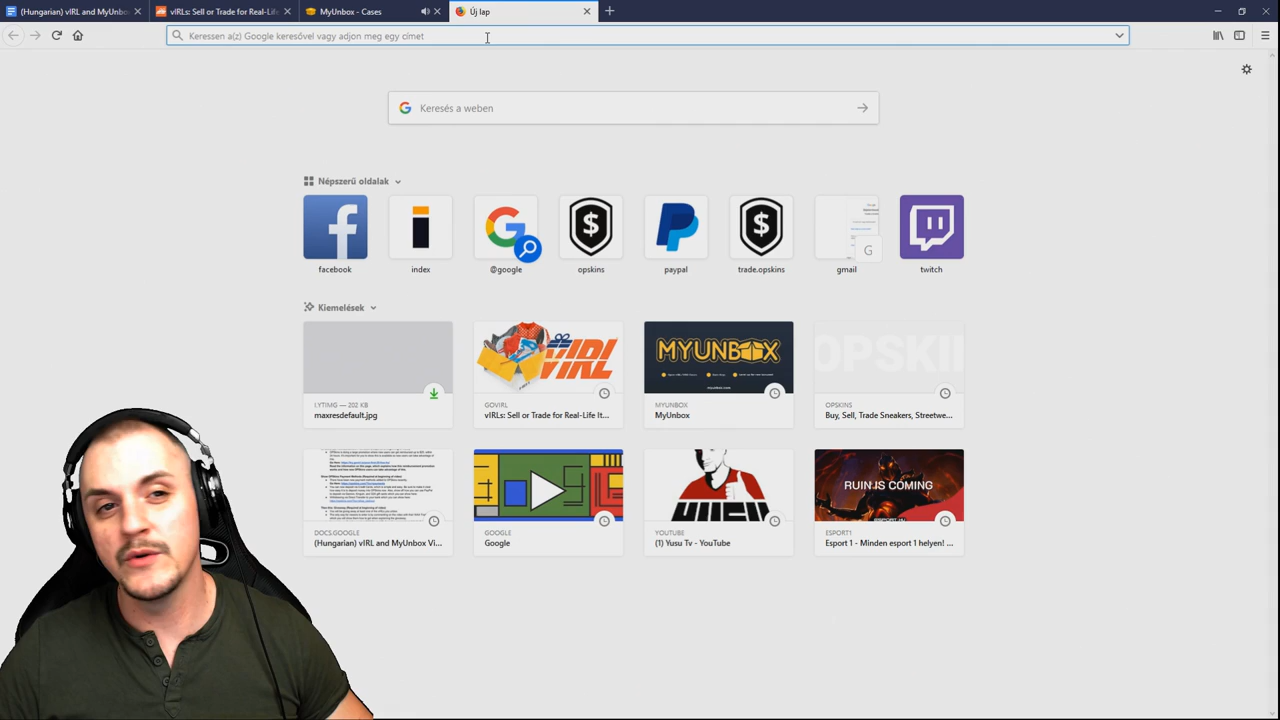 (Hungarian) vIRL and MyUnbo
vIRLs: Sell or Trade for Real-Life
MyUnbox - Cases
Új lap
Keressen a(z) Google keresővel vagy adjon meg egy címet
Keresés a weben
Népszerű oldalak
facebook
index
@google
opskins
paypal
trade.opskins
gmail
twitch
Kiemelések
VIRL
MYUNBOX
OPSKIN
I.YTIMG — 202 KB
maxresdefault.jpg
GOVIRL
vIRLs: Sell or Trade for Real-Life It...
MYUNBOX
MyUnbox
OPSKINS
Buy, Sell, Trade Sneakers, Streetwe...
RUIN IS COMING
DOCS.GOOGLE
(Hungarian) vIRL and MyUnbox Vi...
GOOGLE
Google
YOUTUBE
(1) Yusu Tv - YouTube
ESPORT1
Esport 1 - Minden esport 1 helyen! ...